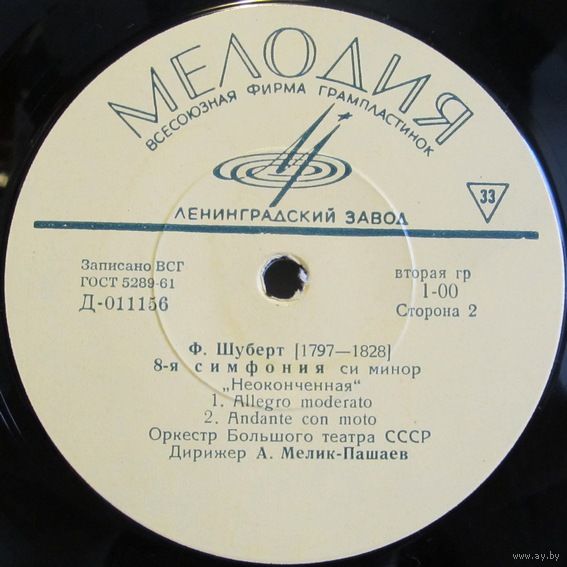 МЕЛОДИЯ
ВСЕСОЮЗНАЯ ФИРМА ГРАМПЛАСТИНОК
ЛЕНИНГРАДСКИЙ ЗАВОД
33
Записано ВСГ
ГОСТ 5289-61
Д-011156
вторая гр
1-00
Сторона 2
Ф. Шуберт [1797—1828]
8-я симфония си минор
„Неоконченная“
1. Allegro moderato
2. Andante con moto
Оркестр Большого театра СССР
Дирижер А. Мелик-Пашаев
www.ay.by